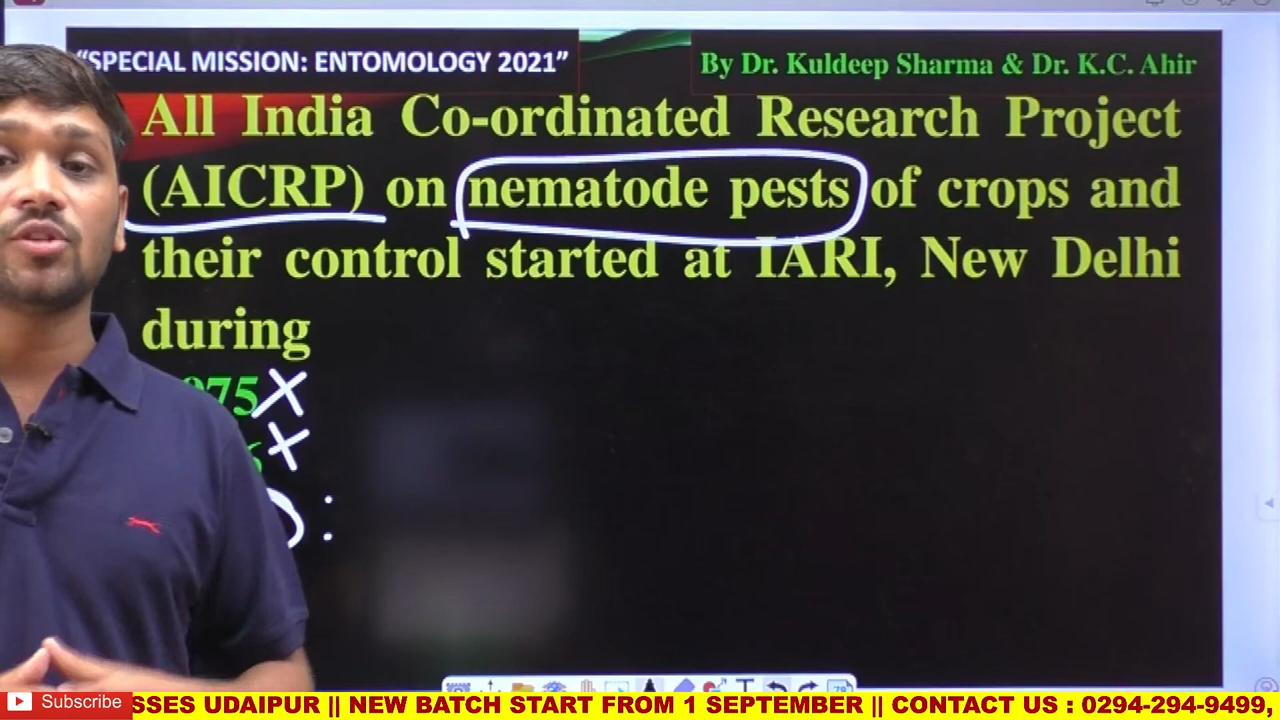 "SPECIAL MISSION: ENTOMOLOGY 2021"
By Dr. Kuldeep Sharma & Dr. K.C. Ahir
All India Co-ordinated Research Project
(AICRP) on nematode pests of crops and
their control started at IARI, New Delhi
during
Subscribe
UDAIPUR || NEW BATCH START FROM 1 SEPTEMBER || CONTACT US : 0294-294-9499,